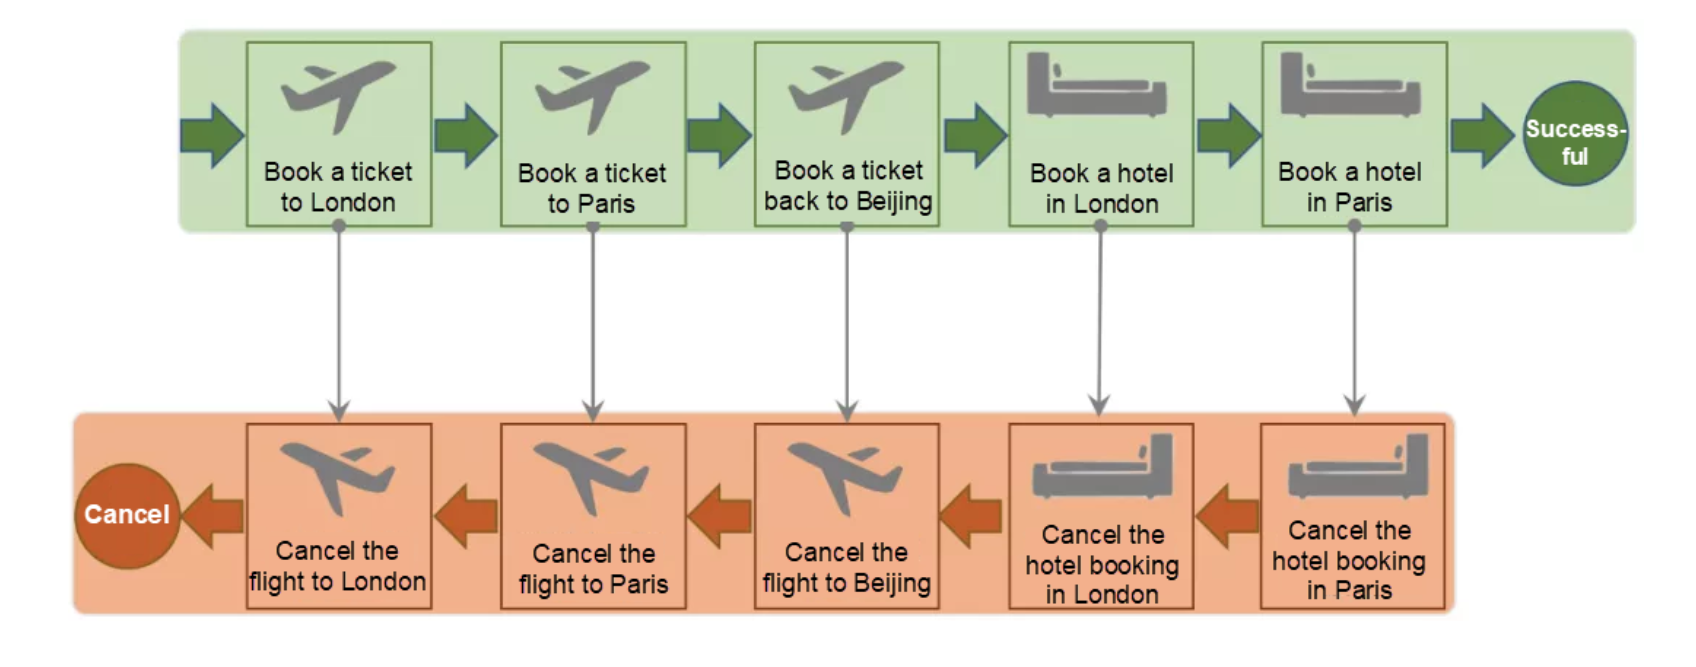 Book a ticket
to London
Book a ticket
to Paris
Book a ticket
back to Beijing
Book a hotel
in London
Book a hotel
in Paris
Success-
ful
Cancel
Cancel the
flight to London
Cancel the
flight to Paris
Cancel the
flight to Beijing
Cancel the
hotel booking
in London
Cancel the
hotel booking
in Paris